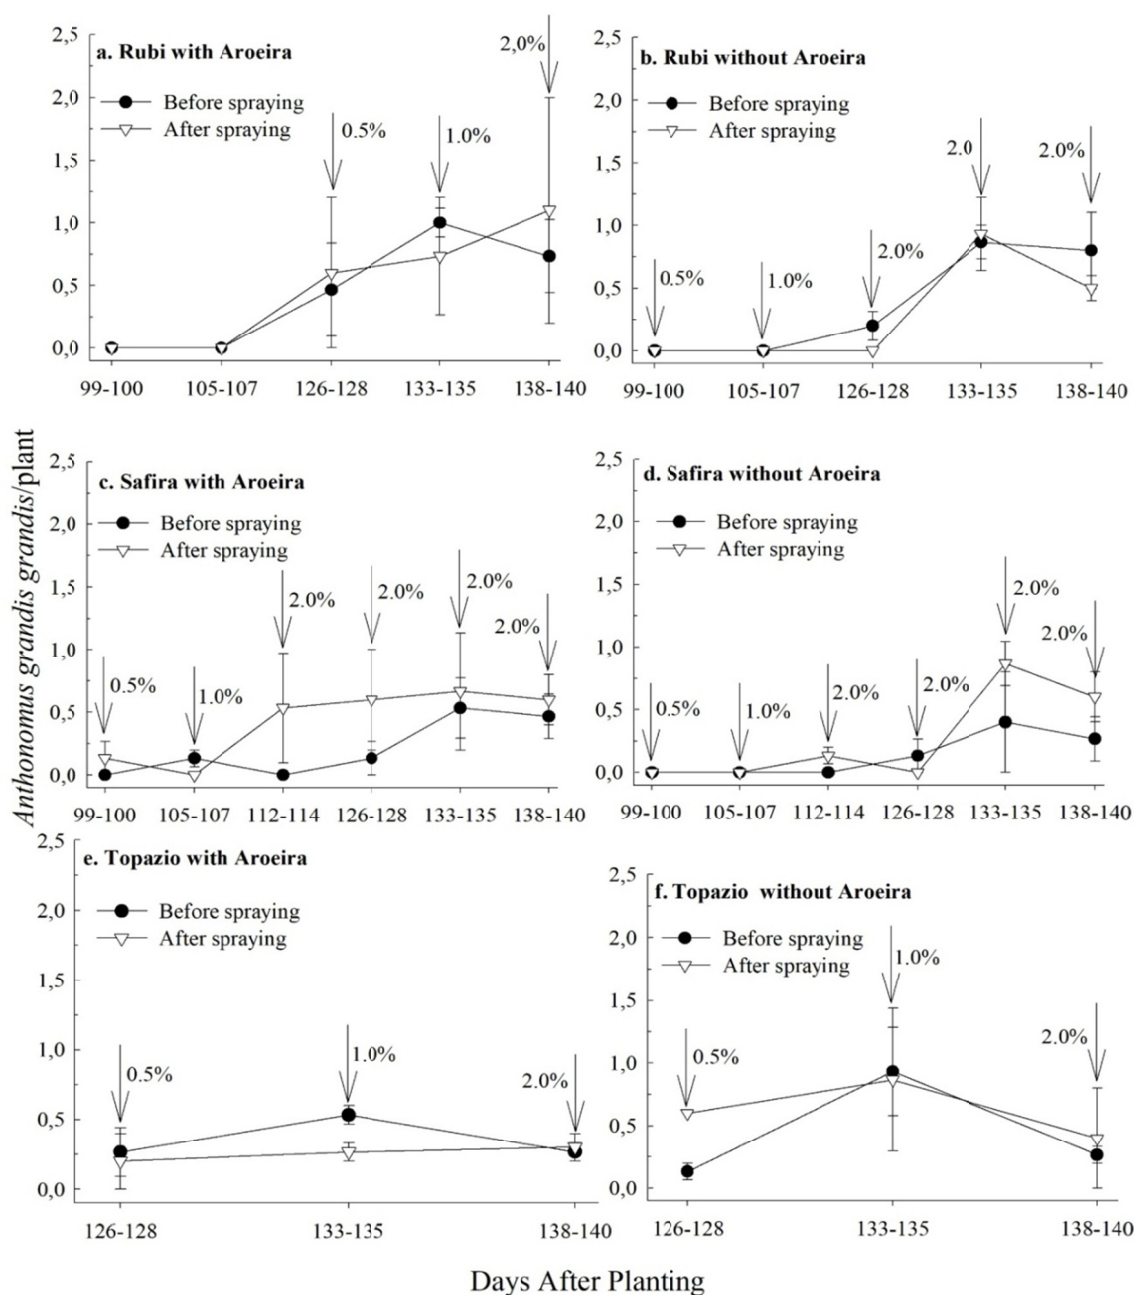 a. Rubi with Aroeira
Before spraying
After spraying
2,5
2,0
1,5
1,0
0,5
0,0
0.5%
1.0%
2,0%
99-100 105-107 126-128 133-135 138-140
b. Rubi without Aroeira
Before spraying
After spraying
2,5
2,0
1,5
1,0
0,5
0,0
0.5%
1.0%
2.0%
2.0
2.0%
99-100 105-107 126-128 133-135 138-140
Anthonomus grandis grandis/plant
c. Safira with Aroeira
Before spraying
After spraying
2,5
2,0
1,5
1,0
0,5
0,0
0.5%
1.0%
2.0%
2.0%
2.0%
2.0%
99-100 105-107 112-114 126-128 133-135 138-140
d. Safira without Aroeira
Before spraying
After spraying
2,5
2,0
1,5
1,0
0,5
0,0
0.5%
1.0%
2.0%
2.0%
2.0%
2.0%
99-100 105-107 112-114 126-128 133-135 138-140
e. Topazio with Aroeira
Before spraying
After spraying
2,5
2,0
1,5
1,0
0,5
0,0
0.5%
1.0%
2.0%
126-128 133-135 138-140
f. Topazio without Aroeira
Before spraying
After spraying
2,5
2,0
1,5
1,0
0,5
0,0
0.5%
1.0%
2.0%
126-128 133-135 138-140
Days After Planting